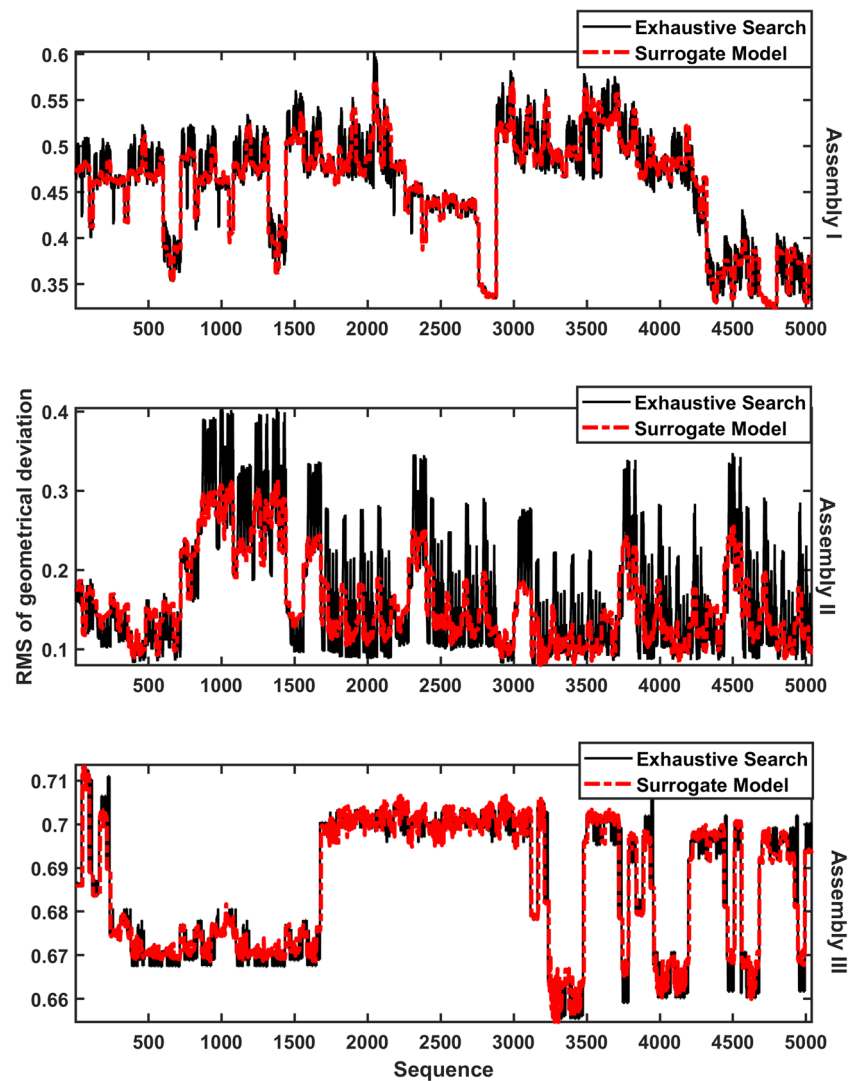 Exhaustive Search
Surrogate Model
0.6
0.55
0.5
0.45
0.4
0.35
500 1000 1500 2000 2500 3000 3500 4000 4500 5000
Assembly I
Exhaustive Search
Surrogate Model
0.4
0.3
0.2
0.1
500 1000 1500 2000 2500 3000 3500 4000 4500 5000
Assembly II
RMS of geometrical deviation
Exhaustive Search
Surrogate Model
0.71
0.7
0.69
0.68
0.67
0.66
500 1000 1500 2000 2500 3000 3500 4000 4500 5000
Assembly III
Sequence